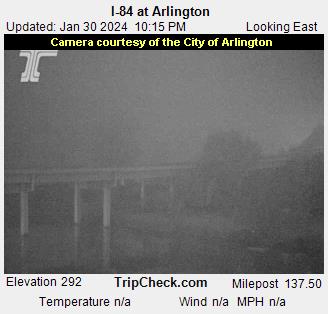 I-84 at Arlington
Updated: Jan 30 2024 10:15 PM Looking East
Camera courtesy of the City of Arlington
Elevation 292 TripCheck.com Milepost 137.50
Temperature n/a Wind n/a MPH n/a